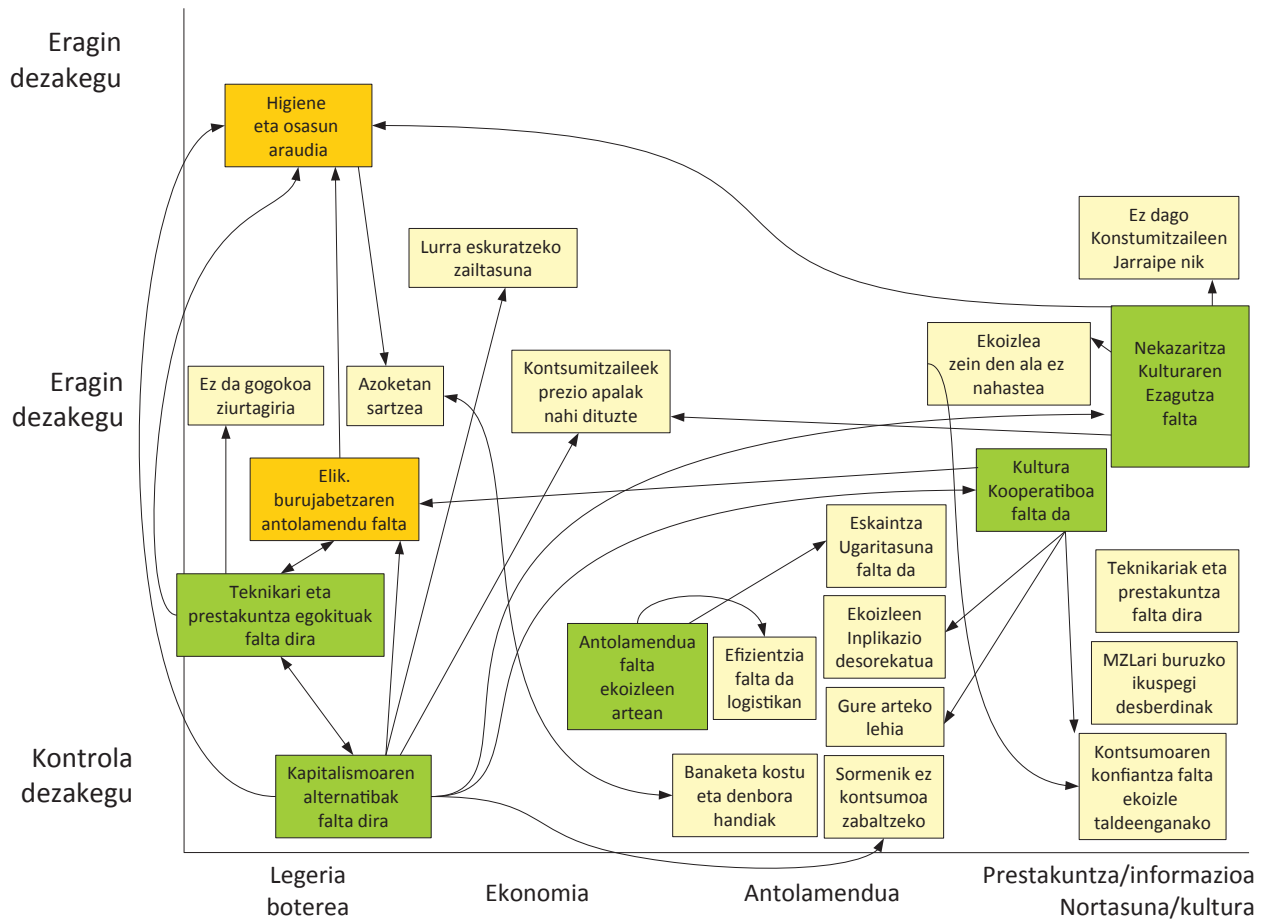 Eragin
dezakegu
Higiene
eta osasun
araudia
Lurra eskuratzeko
zailtasuna
Ez dago
Konstumitzaileen
Jarraipe nik
Eragin
dezakegu
Ez da gogokoa
ziurtagiria
Azoketan
sartzea
Kontsumitzaileek
prezio apalak
nahi dituzte
Ekoizlea
zein den ala ez
nahastea
Nekazaritza
Kulturaren
Ezagutza
falta
Elik.
burujabetzaren
antolamendu falta
Kultura
Kooperatiboa
falta da
Eskaintza
Ugaritasuna
falta da
Teknikari eta
prestakuntza egokituak
falta dira
Teknikariak eta
prestakuntza
falta dira
Antolamendua
falta
ekoizleen
artean
Efizientzia
falta da
logistikan
Ekoizleen
Inplikazio
desorekatua
MZLari buruzko
ikuspegi
desberdinak
Gure arteko
lehia
Kontrola
dezakegu
Kapitalismoaren
alternatibak
falta dira
Banaketa kostu
eta denbora
handiak
Sormenik ez
kontsumoa
zabaltzeko
Kontsumoaren
konfiantza falta
ekoizle
taldeenganako
Legeria
boterea
Ekonomia
Antolamendua
Prestakuntza/informazioa
Nortasuna/kultura